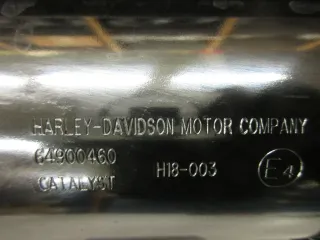 HARLEY-DAVIDSON MOTOR COMPANY
64900460 H18-003 E4
CATALYST